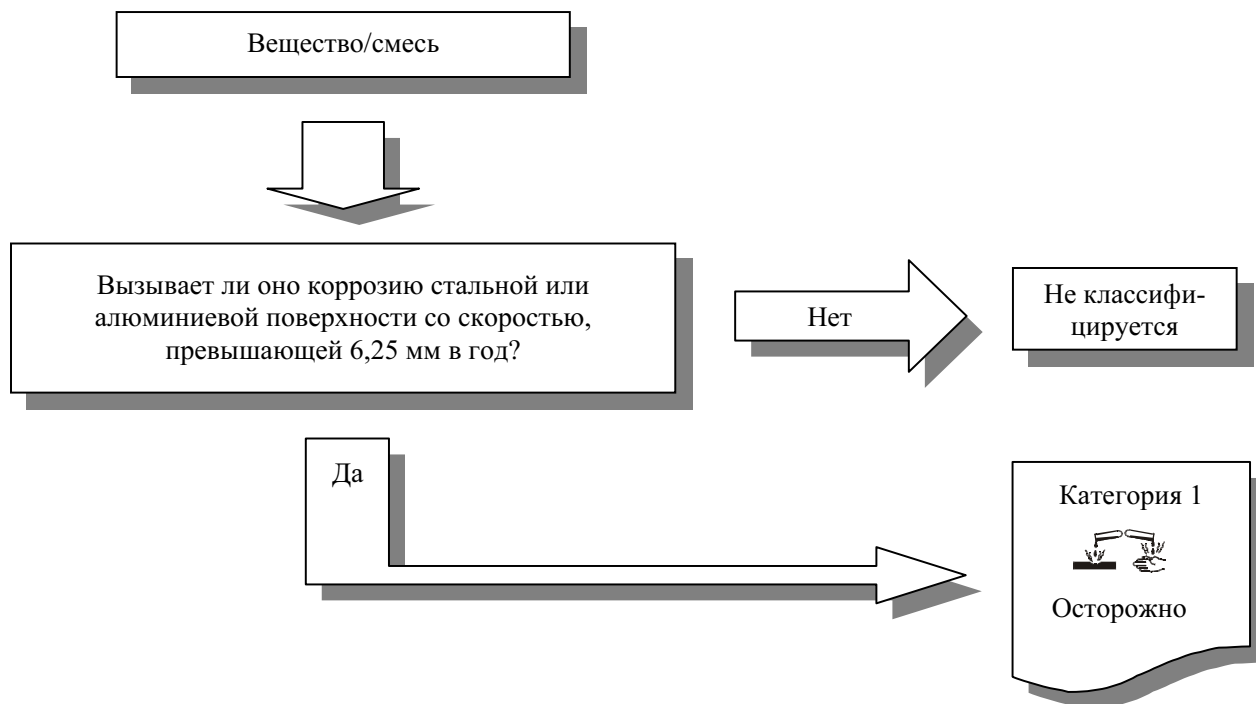 Вещество/смесь
Вызывает ли оно коррозию стальной или
алюминиевой поверхности со скоростью,
превышающей 6,25 мм в год?
Нет
Не классифи-
цируется
Да
Категория 1
Осторожно